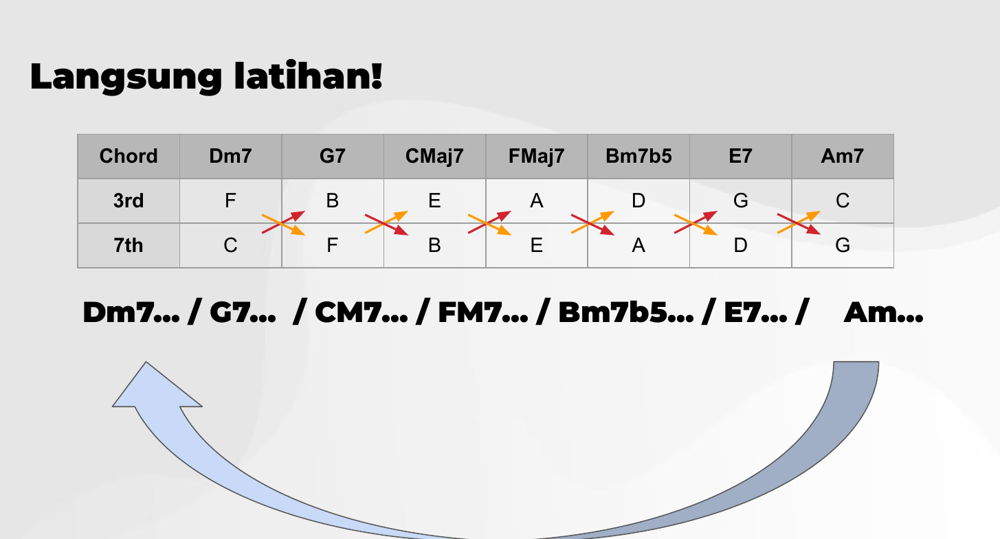 Langsung latihan!
Chord Dm7 G7 CMaj7 FMaj7 Bm7b5 E7 Am7
3rd F B E A D G C
7th C F B E A D G
Dm7... / G7... / CM7... / FM7... / Bm7b5... / E7... / Am...